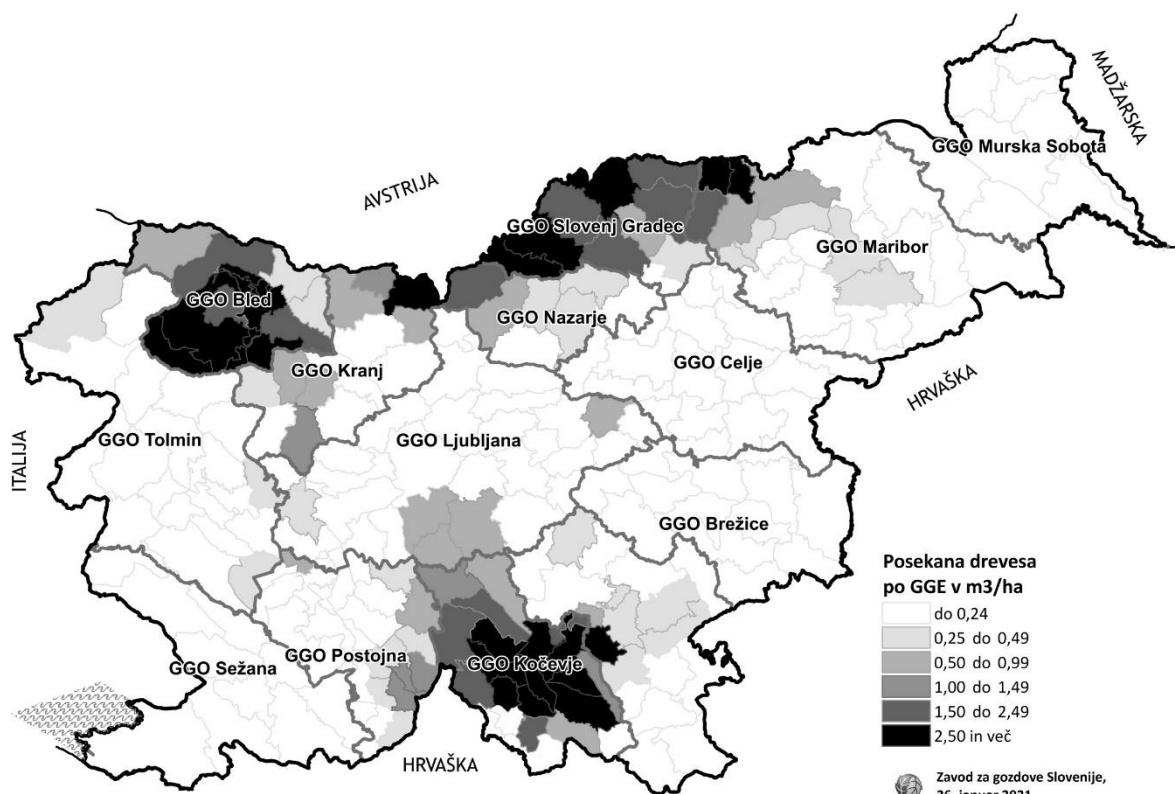 MADŽARSKA
GGO Murska Sobota
AVSTRIJA
GGO Slovenj Gradec
GGO Maribor
GGO Bled
GGO Nazarje
GGO Kranj
GGO Celje
HRVAŠKA
ITALIJA
GGO Tolmin
GGO Ljubljana
GGO Brežice
GGO Sežana
GGO Postojna
GGO Kočevje
HRVAŠKA
Posekana drevesa
po GGE v m3/ha
do 0,24
0,25 do 0,49
0,50 do 0,99
1,00 do 1,49
1,50 do 2,49
2,50 in več
Zavod za gozdove Slovenije,
26. januar 2021